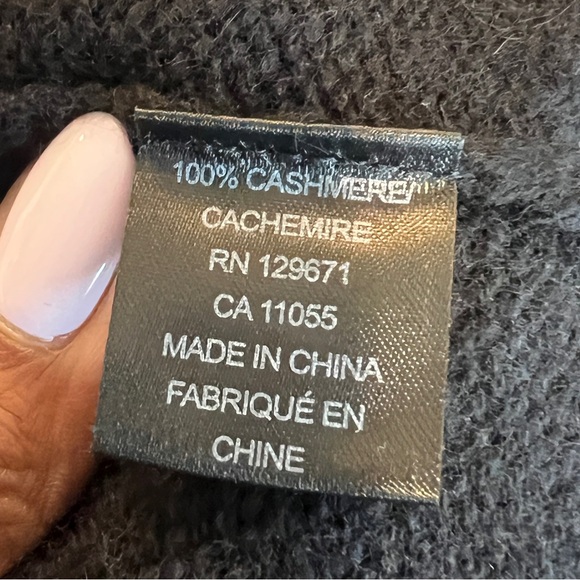 100% CASHMERE/
CACHEMIRE
RN 129671
CA 11055
MADE IN CHINA
FABRIQUÉ EN
CHINE